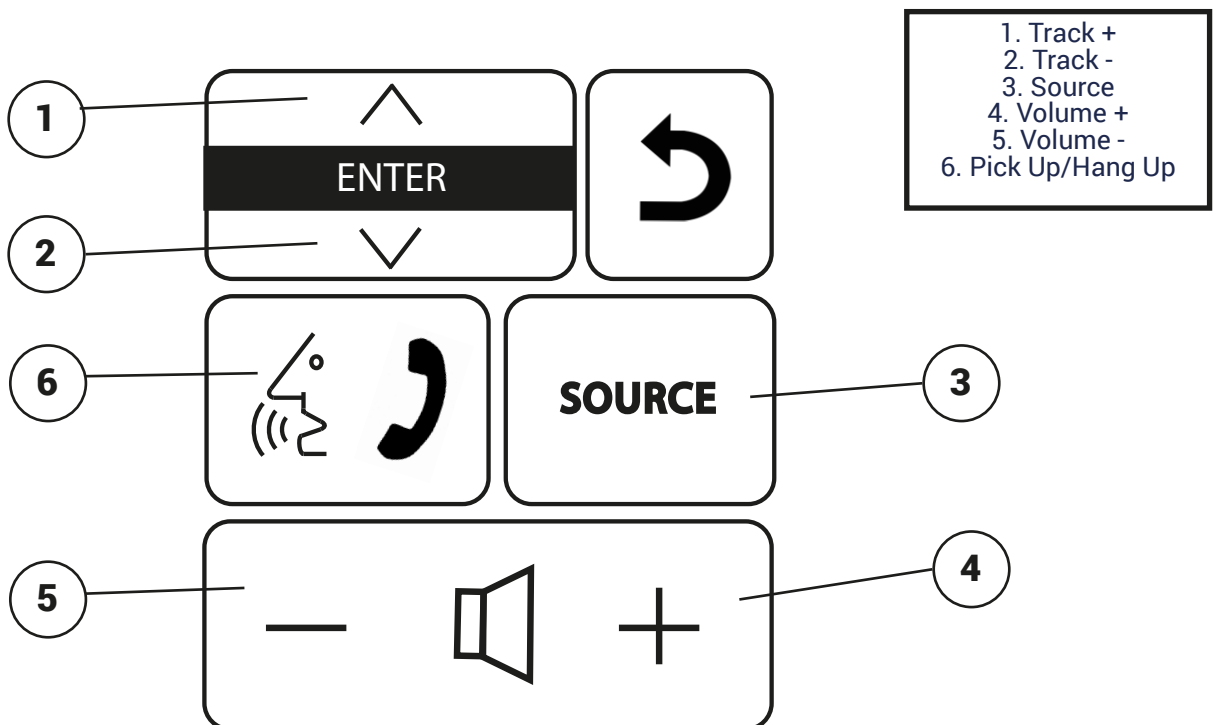 1. Track +
2. Track -
3. Source
4. Volume +
5. Volume -
6. Pick Up/Hang Up
1
ENTER
2
6
SOURCE
3
5
4